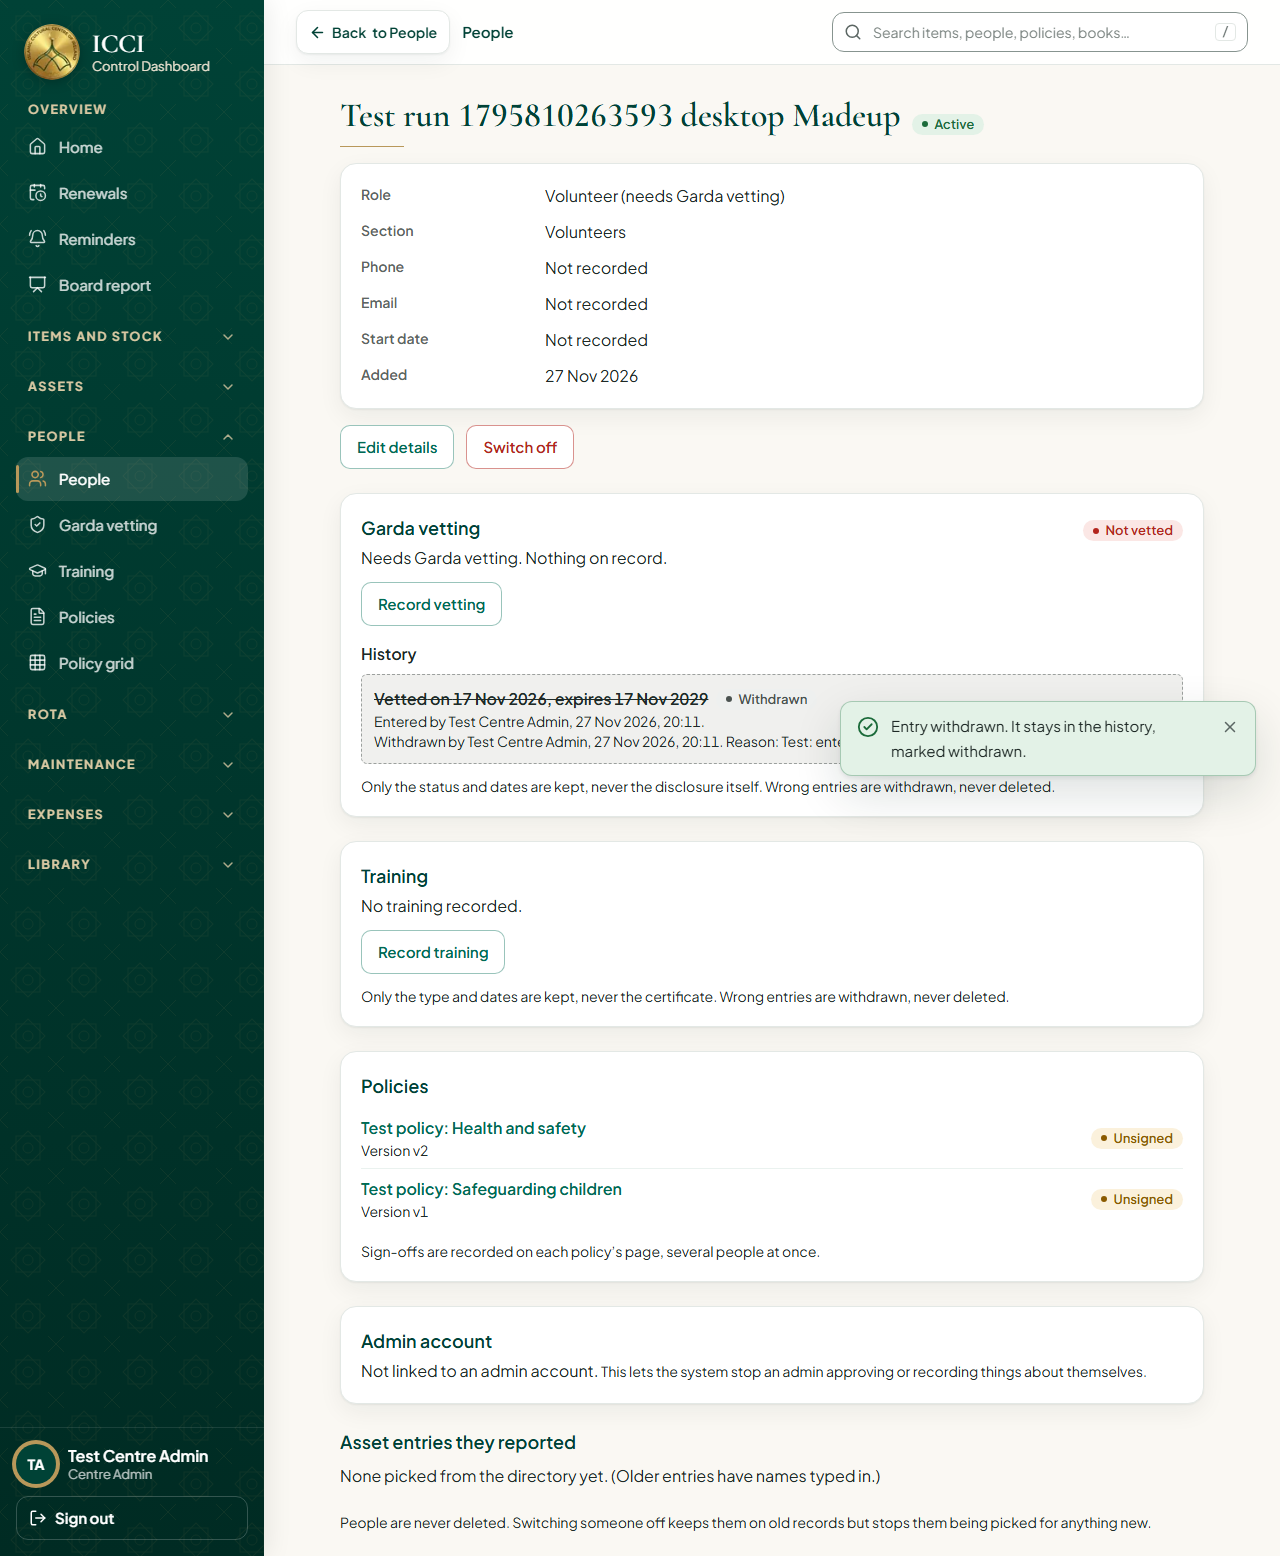 ICCI
Control Dashboard
OVERVIEW
Home
Renewals
Reminders
Board report
ITEMS AND STOCK
ASSETS
PEOPLE
People
Garda vetting
Training
Policies
Policy grid
ROTA
MAINTENANCE
EXPENSES
LIBRARY
TA
Test Centre Admin
Centre Admin
Sign out
Back to People
People
Search items, people, policies, books…
/
Test run 1795810263593 desktop Madeup
Active
Role
Volunteer (needs Garda vetting)
Section
Volunteers
Phone
Not recorded
Email
Not recorded
Start date
Not recorded
Added
27 Nov 2026
Edit details
Switch off
Garda vetting
Not vetted
Needs Garda vetting. Nothing on record.
Record vetting
History
Vetted on 17 Nov 2026, expires 17 Nov 2029
Withdrawn
Entered by Test Centre Admin, 27 Nov 2026, 20:11.
Withdrawn by Test Centre Admin, 27 Nov 2026, 20:11. Reason: Test:
Entry withdrawn. It stays in the history,
marked withdrawn.
Only the status and dates are kept, never the disclosure itself. Wrong entries are withdrawn, never deleted.
Training
No training recorded.
Record training
Only the type and dates are kept, never the certificate. Wrong entries are withdrawn, never deleted.
Policies
Test policy: Health and safety
Version v2
Unsigned
Test policy: Safeguarding children
Version v1
Unsigned
Sign-offs are recorded on each policy's page, several people at once.
Admin account
Not linked to an admin account. This lets the system stop an admin approving or recording things about themselves.
Asset entries they reported
None picked from the directory yet. (Older entries have names typed in.)
People are never deleted. Switching someone off keeps them on old records but stops them being picked for anything new.